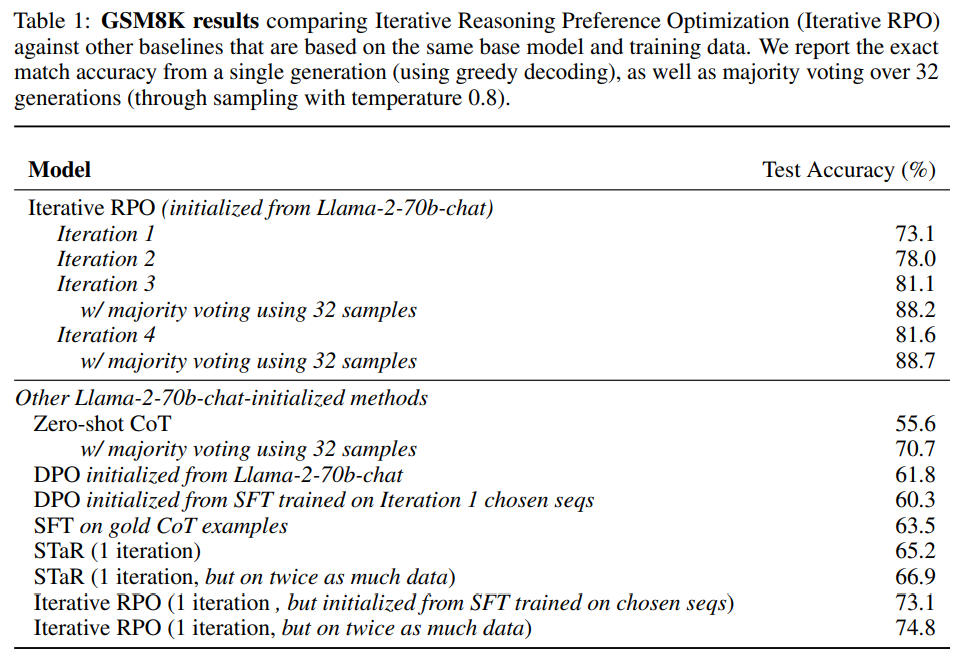 Table 1: GSM8K results comparing Iterative Reasoning Preference Optimization (Iterative RPO)
against other baselines that are based on the same base model and training data. We report the exact
match accuracy from a single generation (using greedy decoding), as well as majority voting over 32
generations (through sampling with temperature 0.8).
Model Test Accuracy (%)
Iterative RPO (initialized from Llama-2-70b-chat)
Iteration 1 73.1
Iteration 2 78.0
Iteration 3 81.1
w/ majority voting using 32 samples 88.2
Iteration 4 81.6
w/ majority voting using 32 samples 88.7
Other Llama-2-70b-chat-initialized methods
Zero-shot CoT 55.6
w/ majority voting using 32 samples 70.7
DPO initialized from Llama-2-70b-chat 61.8
DPO initialized from SFT trained on Iteration 1 chosen seqs 60.3
SFT on gold CoT examples 63.5
STaR (1 iteration) 65.2
STaR (1 iteration, but on twice as much data) 66.9
Iterative RPO (1 iteration , but initialized from SFT trained on chosen seqs) 73.1
Iterative RPO (1 iteration, but on twice as much data) 74.8